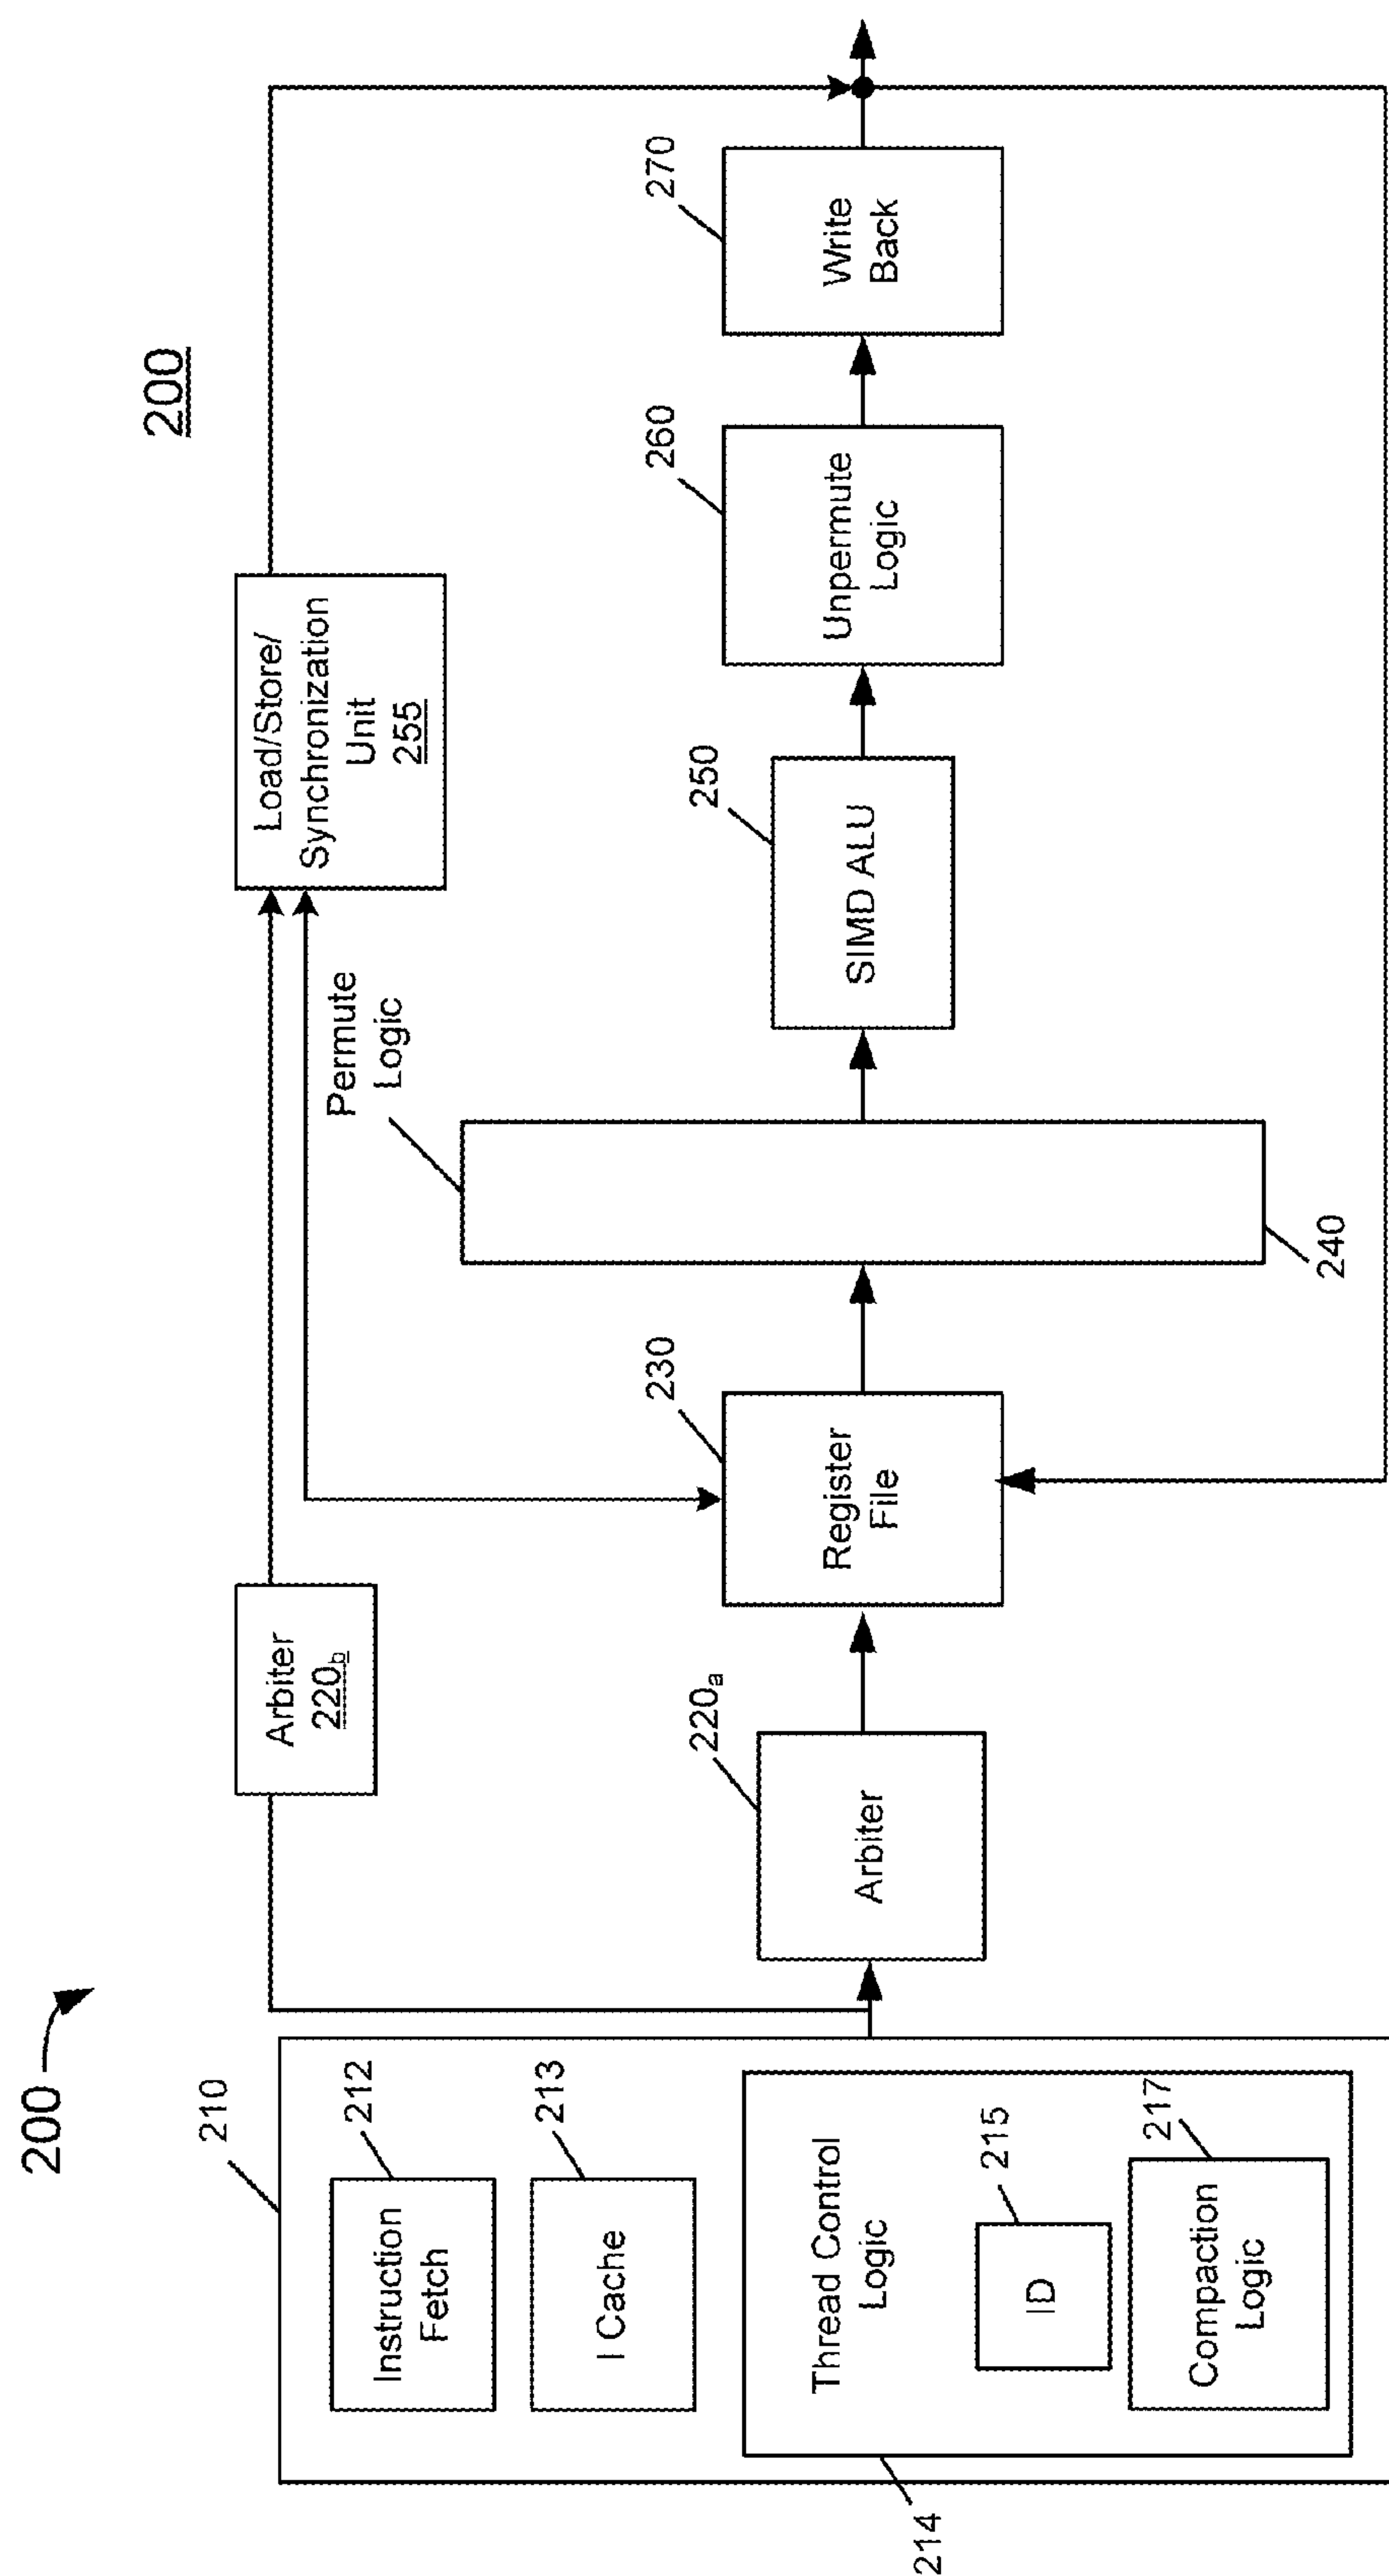 200
200
210
Instruction
Fetch
212
I Cache
213
Thread Control
Logic
214
ID
215
Compaction
Logic
217
Arbiter
220b
Arbiter
220a
Register
File
230
Permute
Logic
240
Load/Store/
Synchronization
Unit
255
SIMD ALU
250
Unpermute
Logic
260
Write
Back
270